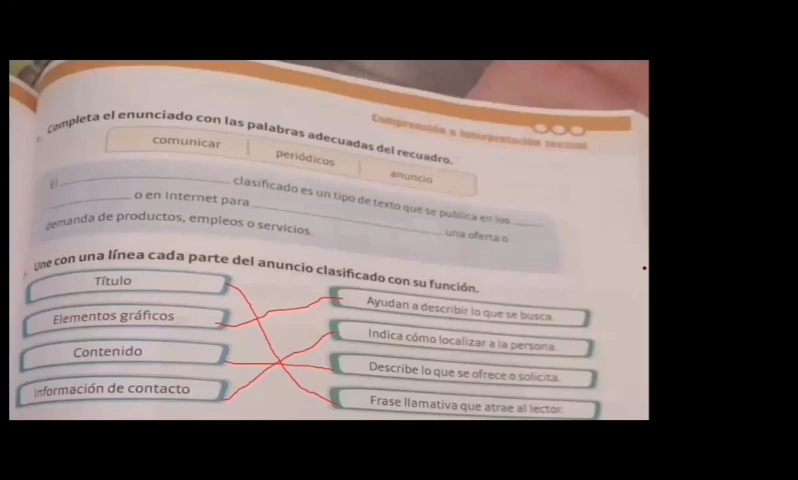 Comprensión e interpretación textual
Completa el enunciado con las palabras adecuadas del recuadro.
comunicar periódicos anuncio
El ______ clasificado es un tipo de texto que se publica en los ______
______ o en Internet para ______ una oferta o
demanda de productos, empleos o servicios.
Une con una línea cada parte del anuncio clasificado con su función.
Título
Ayudan a describir lo que se busca.
Elementos gráficos
Indica cómo localizar a la persona.
Contenido
Describe lo que se ofrece o solicita.
Información de contacto
Frase llamativa que atrae al lector.